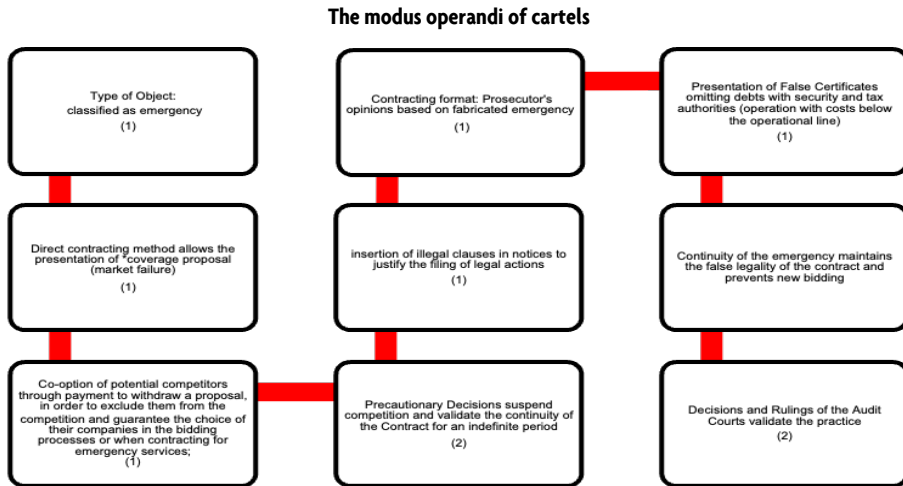 The modus operandi of cartels
Type of Object:
classified as emergency
(1)
Direct contracting method allows the
presentation of *coverage proposal
(market failure)
(1)
Co-option of potential competitors
through payment to withdraw a proposal,
in order to exclude them from the
competition and guarantee the choice of
their companies in the bidding
processes or when contracting for
emergency services;
(1)
Contracting format: Prosecutor's
opinions based on fabricated emergency
(1)
insertion of illegal clauses in notices to
justify the filing of legal actions
(1)
Precautionary Decisions suspend
competition and validate the continuity of
the Contract for an indefinite period
(2)
Presentation of False Certificates
omitting debts with security and tax
authorities (operation with costs below
the operational line)
(1)
Continuity of the emergency maintains
the false legality of the contract and
prevents new bidding
Decisions and Rulings of the Audit
Courts validate the practice
(2)